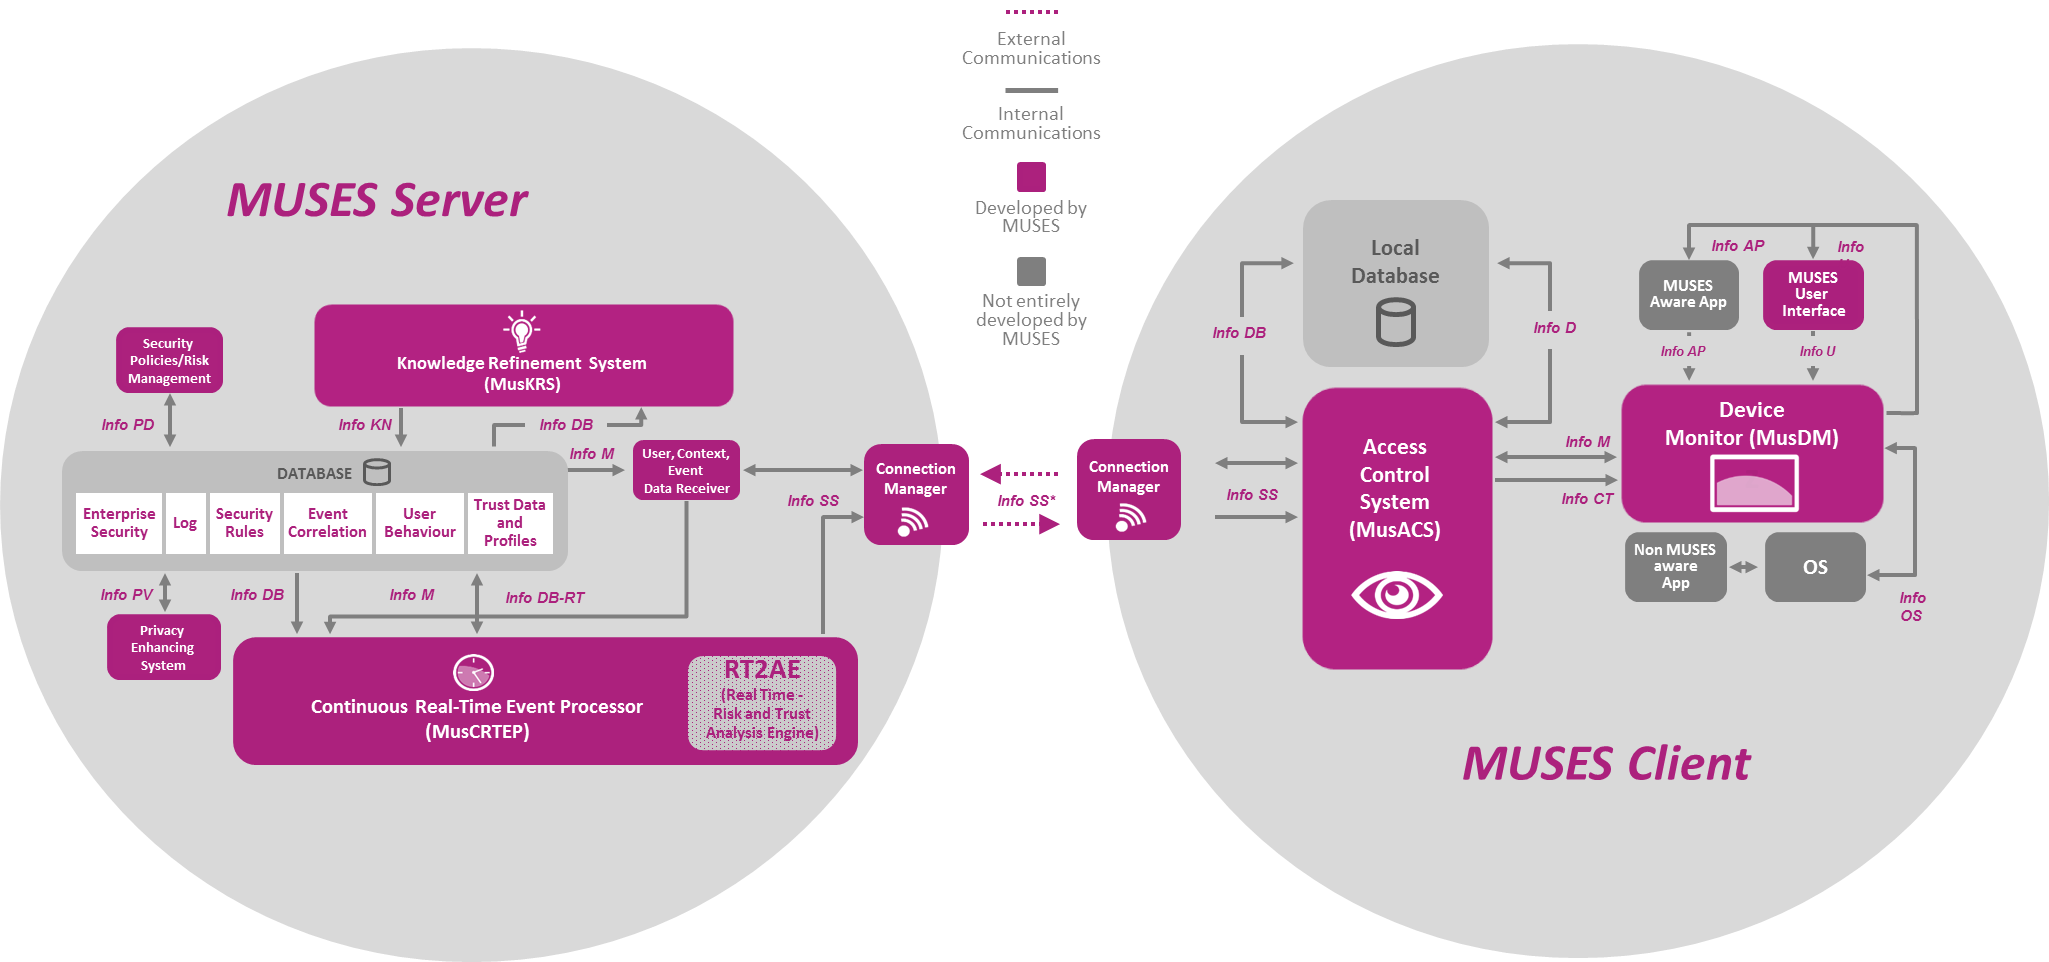 External
Communications
Internal
Communications
Developed by
MUSES
Not entirely
developed by
MUSES
MUSES Server
Security
Policies/Risk
Management
Knowledge Refinement System
(MusKRS)
Info PD
Info KN
Info DB
Info M
User, Context,
Event
Data Receiver
DATABASE
Enterprise
Security
Log
Security
Rules
Event
Correlation
User
Behaviour
Trust Data
and
Profiles
Info SS
Connection
Manager
Info PV
Info DB
Info M
Info DB-RT
Privacy
Enhancing
System
Continuous Real-Time Event Processor
(MusCRTEP)
RT2AE
(Real Time -
Risk and Trust
Analysis Engine)
Info SS*
MUSES Client
Connection
Manager
Info SS
Local
Database
Info DB
Info D
Access
Control
System
(MusACS)
Info M
Info CT
Info AP
Info
MUSES
Aware App
MUSES
User
Interface
Info AP
Info U
Device
Monitor (MusDM)
Non MUSES
aware
App
OS
Info
OS